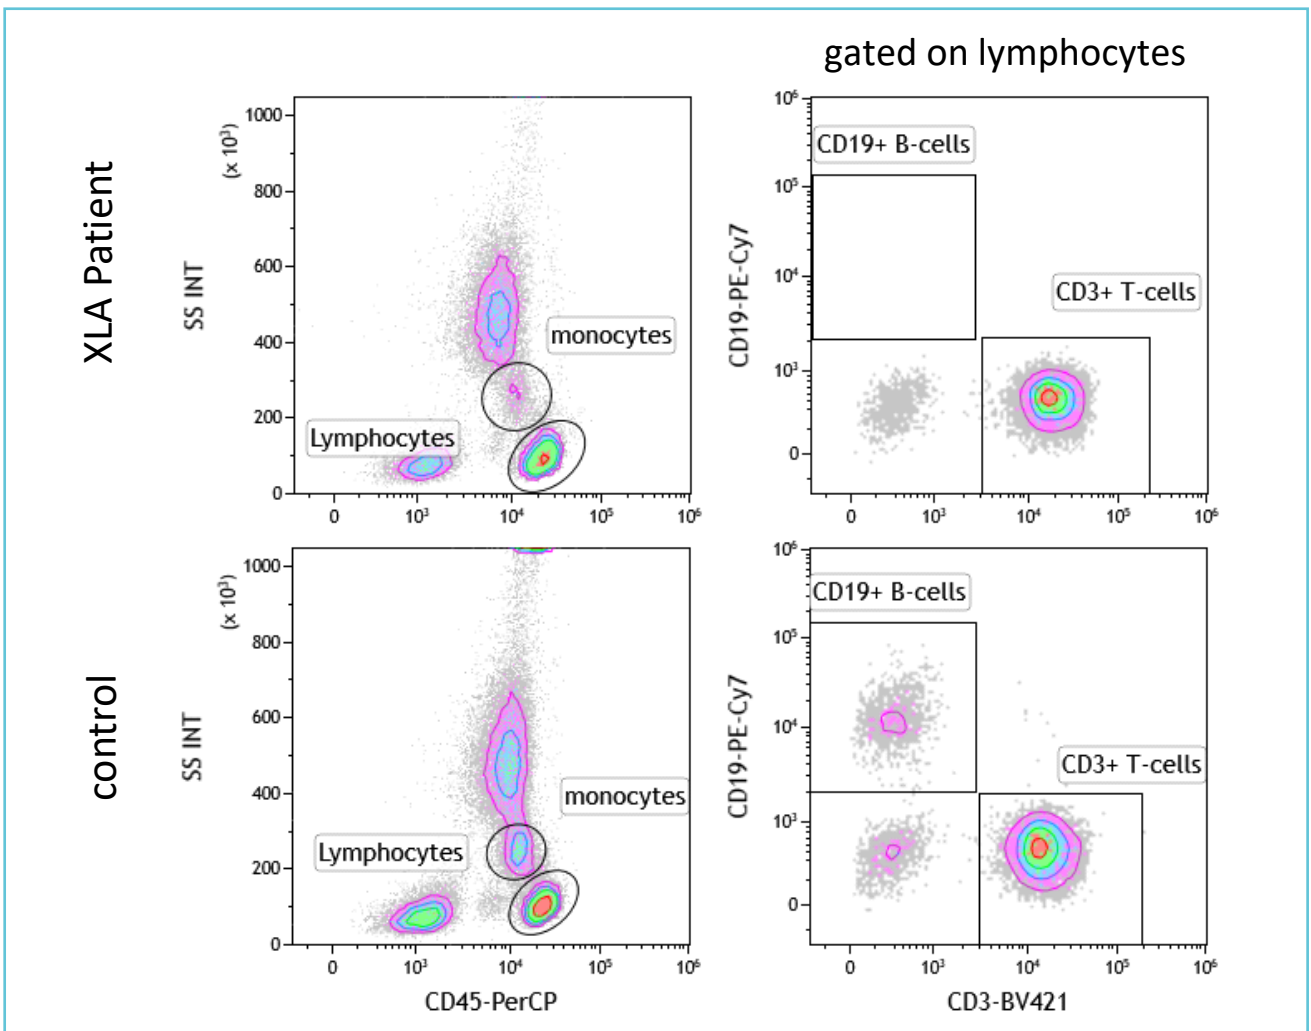 gated on lymphocytes
XLA Patient
(x 10³)
SS INT
1000
800
600
400
200
0
monocytes
Lymphocytes
0 10³ 10⁴ 10⁵ 10⁶
CD19-PE-Cy7
10⁶
10⁵
10⁴
10³
0
CD19+ B-cells
CD3+ T-cells
0 10³ 10⁴ 10⁵ 10⁶
control
(x 10³)
SS INT
1000
800
600
400
200
0
monocytes
Lymphocytes
0 10³ 10⁴ 10⁵ 10⁶
CD45-PerCP
CD19-PE-Cy7
10⁶
10⁵
10⁴
10³
0
CD19+ B-cells
CD3+ T-cells
0 10³ 10⁴ 10⁵ 10⁶
CD3-BV421